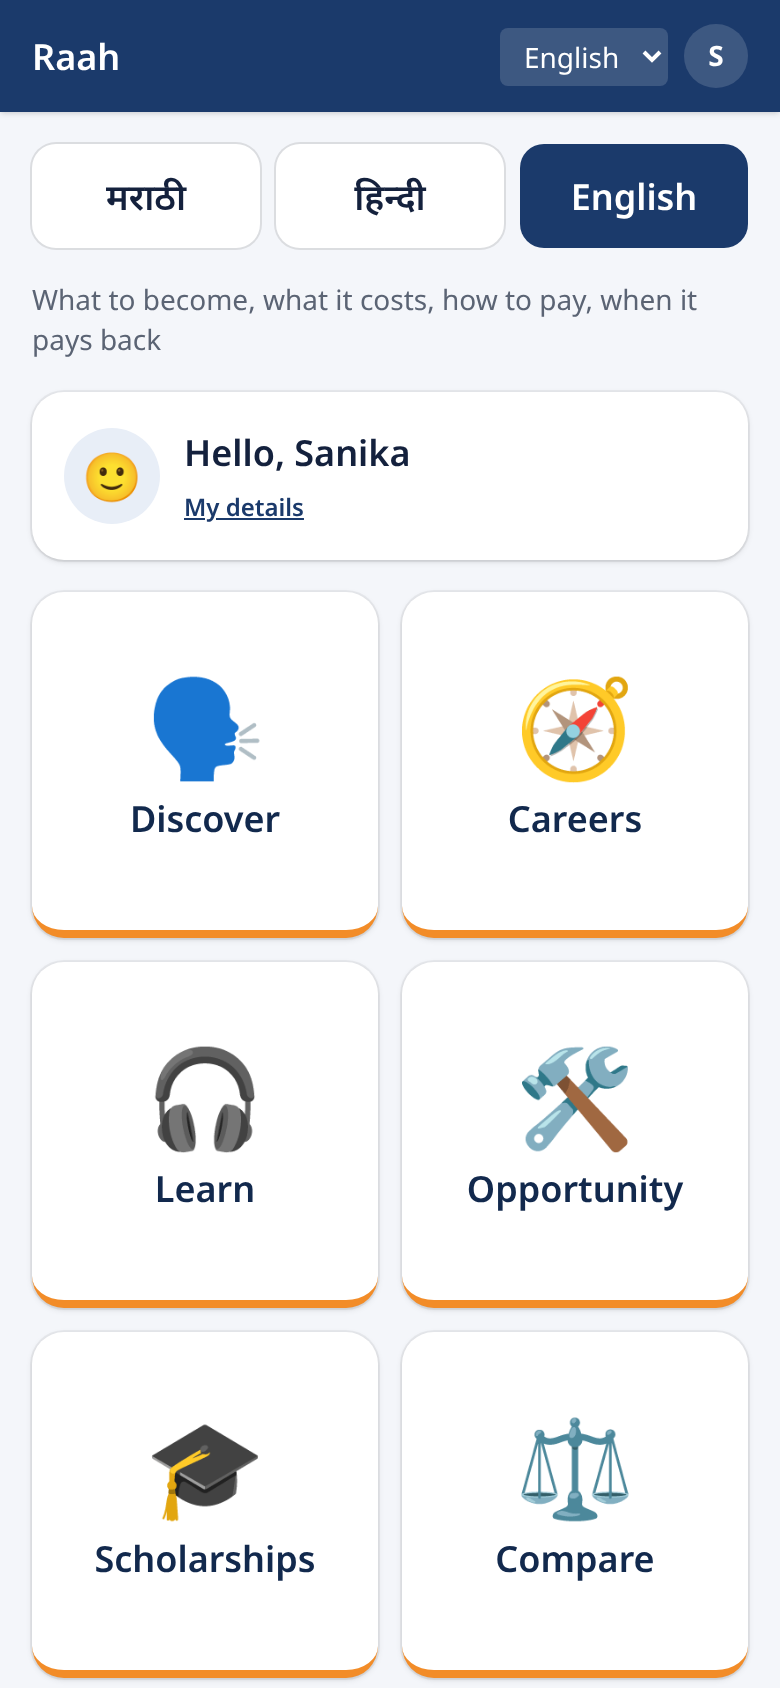 Raah
English
S
मराठी
हिन्दी
English
What to become, what it costs, how to pay, when it
pays back
Hello, Sanika
My details
Discover
Careers
Learn
Opportunity
Scholarships
Compare